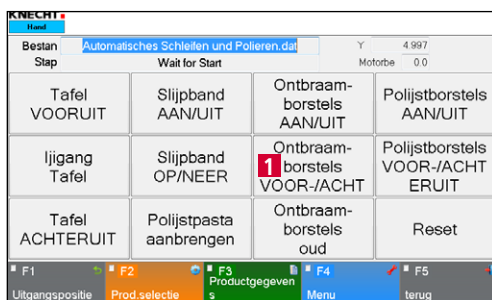 KNECHT
Hand
Bestan Automatisches Schleifen und Polieren.dat Y 4.997
Stap Wait for Start Motorbe 0.0
Tafel
VOORUIT
Slijpband
AAN/UIT
Ontbraam-
borstels
AAN/UIT
Polijstborstels
AAN/UIT
Ijigang
Tafel
Slijpband
OP/NEER
Ontbraam-
1 borstels
VOOR-/ACHT
Polijstborstels
VOOR-/ACHT
ERUIT
Tafel
ACHTERUIT
Polijstpasta
aanbrengen
Ontbraam-
borstels
oud
Reset
F1
Uitgangspositie
F2
Prod.selectie
F3
Productgegeven
s
F4
Menu
F5
terug